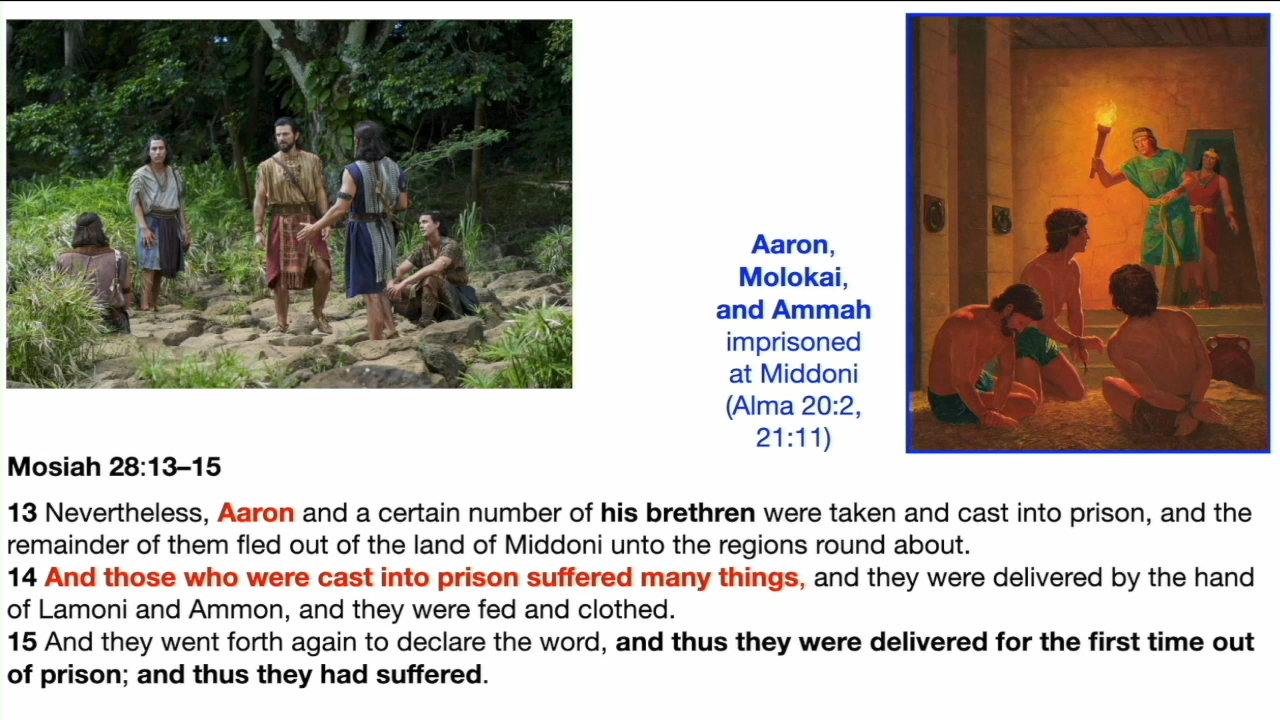 Aaron,
Molokai,
and Ammah
imprisoned
at Middoni
(Alma 20:2,
21:11)
Mosiah 28:13–15
13 Nevertheless, Aaron and a certain number of his brethren were taken and cast into prison, and the
remainder of them fled out of the land of Middoni unto the regions round about.
14 And those who were cast into prison suffered many things, and they were delivered by the hand
of Lamoni and Ammon, and they were fed and clothed.
15 And they went forth again to declare the word, and thus they were delivered for the first time out
of prison; and thus they had suffered.